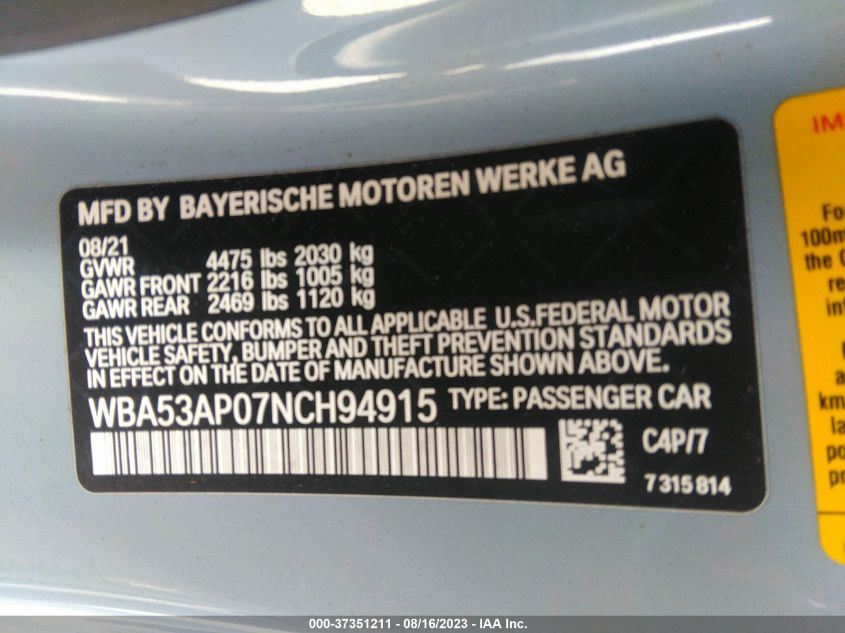 MFD BY BAYERISCHE MOTOREN WERKE AG
08/21
GVWR 4475 lbs 2030 kg
GAWR FRONT 2216 lbs 1005 kg
GAWR REAR 2469 lbs 1120 kg
THIS VEHICLE CONFORMS TO ALL APPLICABLE U.S.FEDERAL MOTOR
VEHICLE SAFETY, BUMPER AND THEFT PREVENTION STANDARDS
IN EFFECT ON THE DATE OF MANUFACTURE SHOWN ABOVE.
WBA53AP07NCH94915 TYPE: PASSENGER CAR
C4P/7
7315814
100m
the
000-37351211 - 08/16/2023 - IAA Inc.